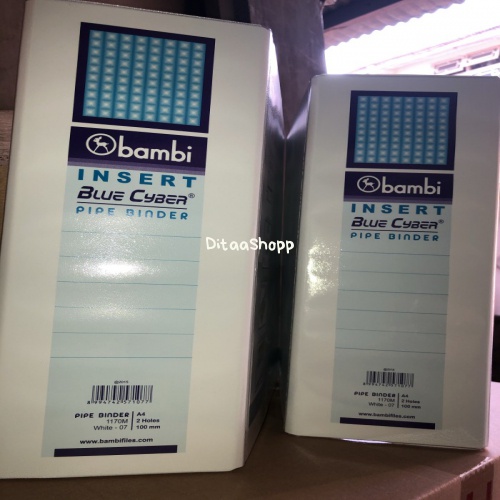 bambi
INSERT
BLUE CYBER®
PIPE BINDER
PIPE BINDER
1170M
White - 07
A4
2 Holes
100 mm
www.bambifiles.com
DitaaShopp
bambi
INSERT
BLUE CYBER®
PIPE BINDER
PIPE BINDER
1170M
White - 07
A4
2 Holes
100 mm
www.bambifiles.com